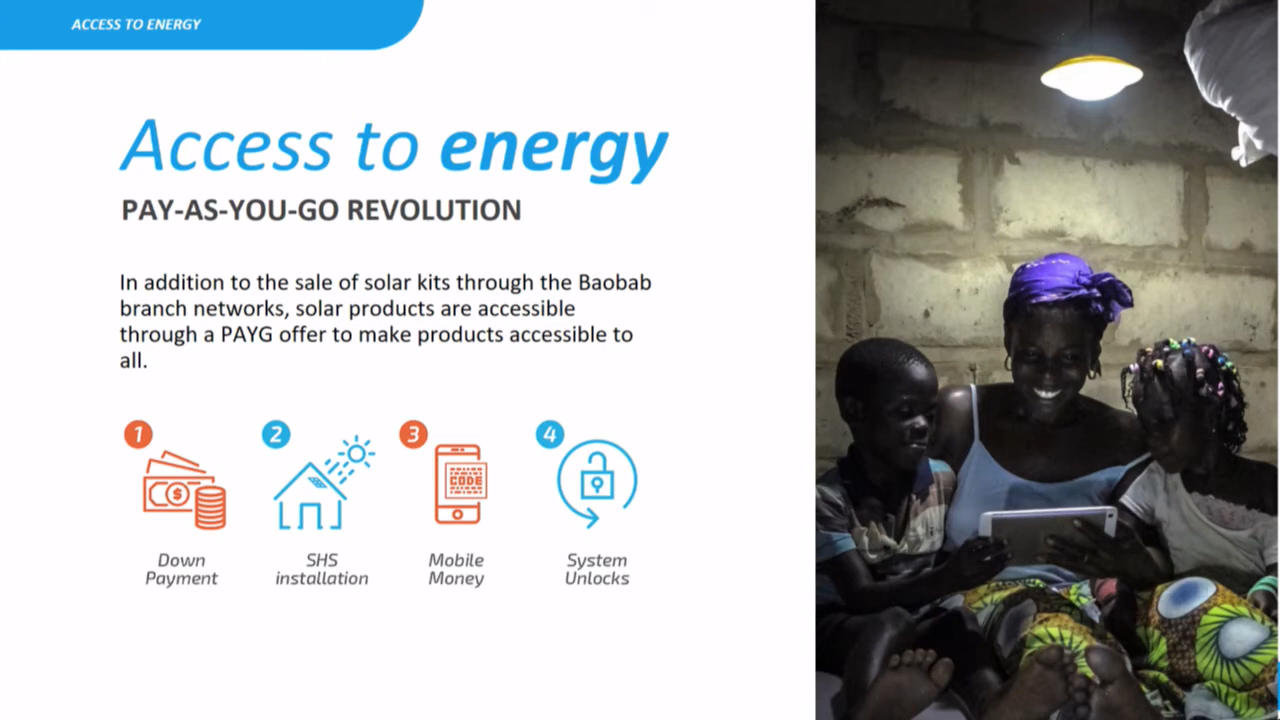 ACCESS TO ENERGY
Access to energy
PAY-AS-YOU-GO REVOLUTION
In addition to the sale of solar kits through the Baobab
branch networks, solar products are accessible
through a PAYG offer to make products accessible to
all.
1
2
3
4
$
CODE
Down
Payment
SHS
installation
Mobile
Money
System
Unlocks